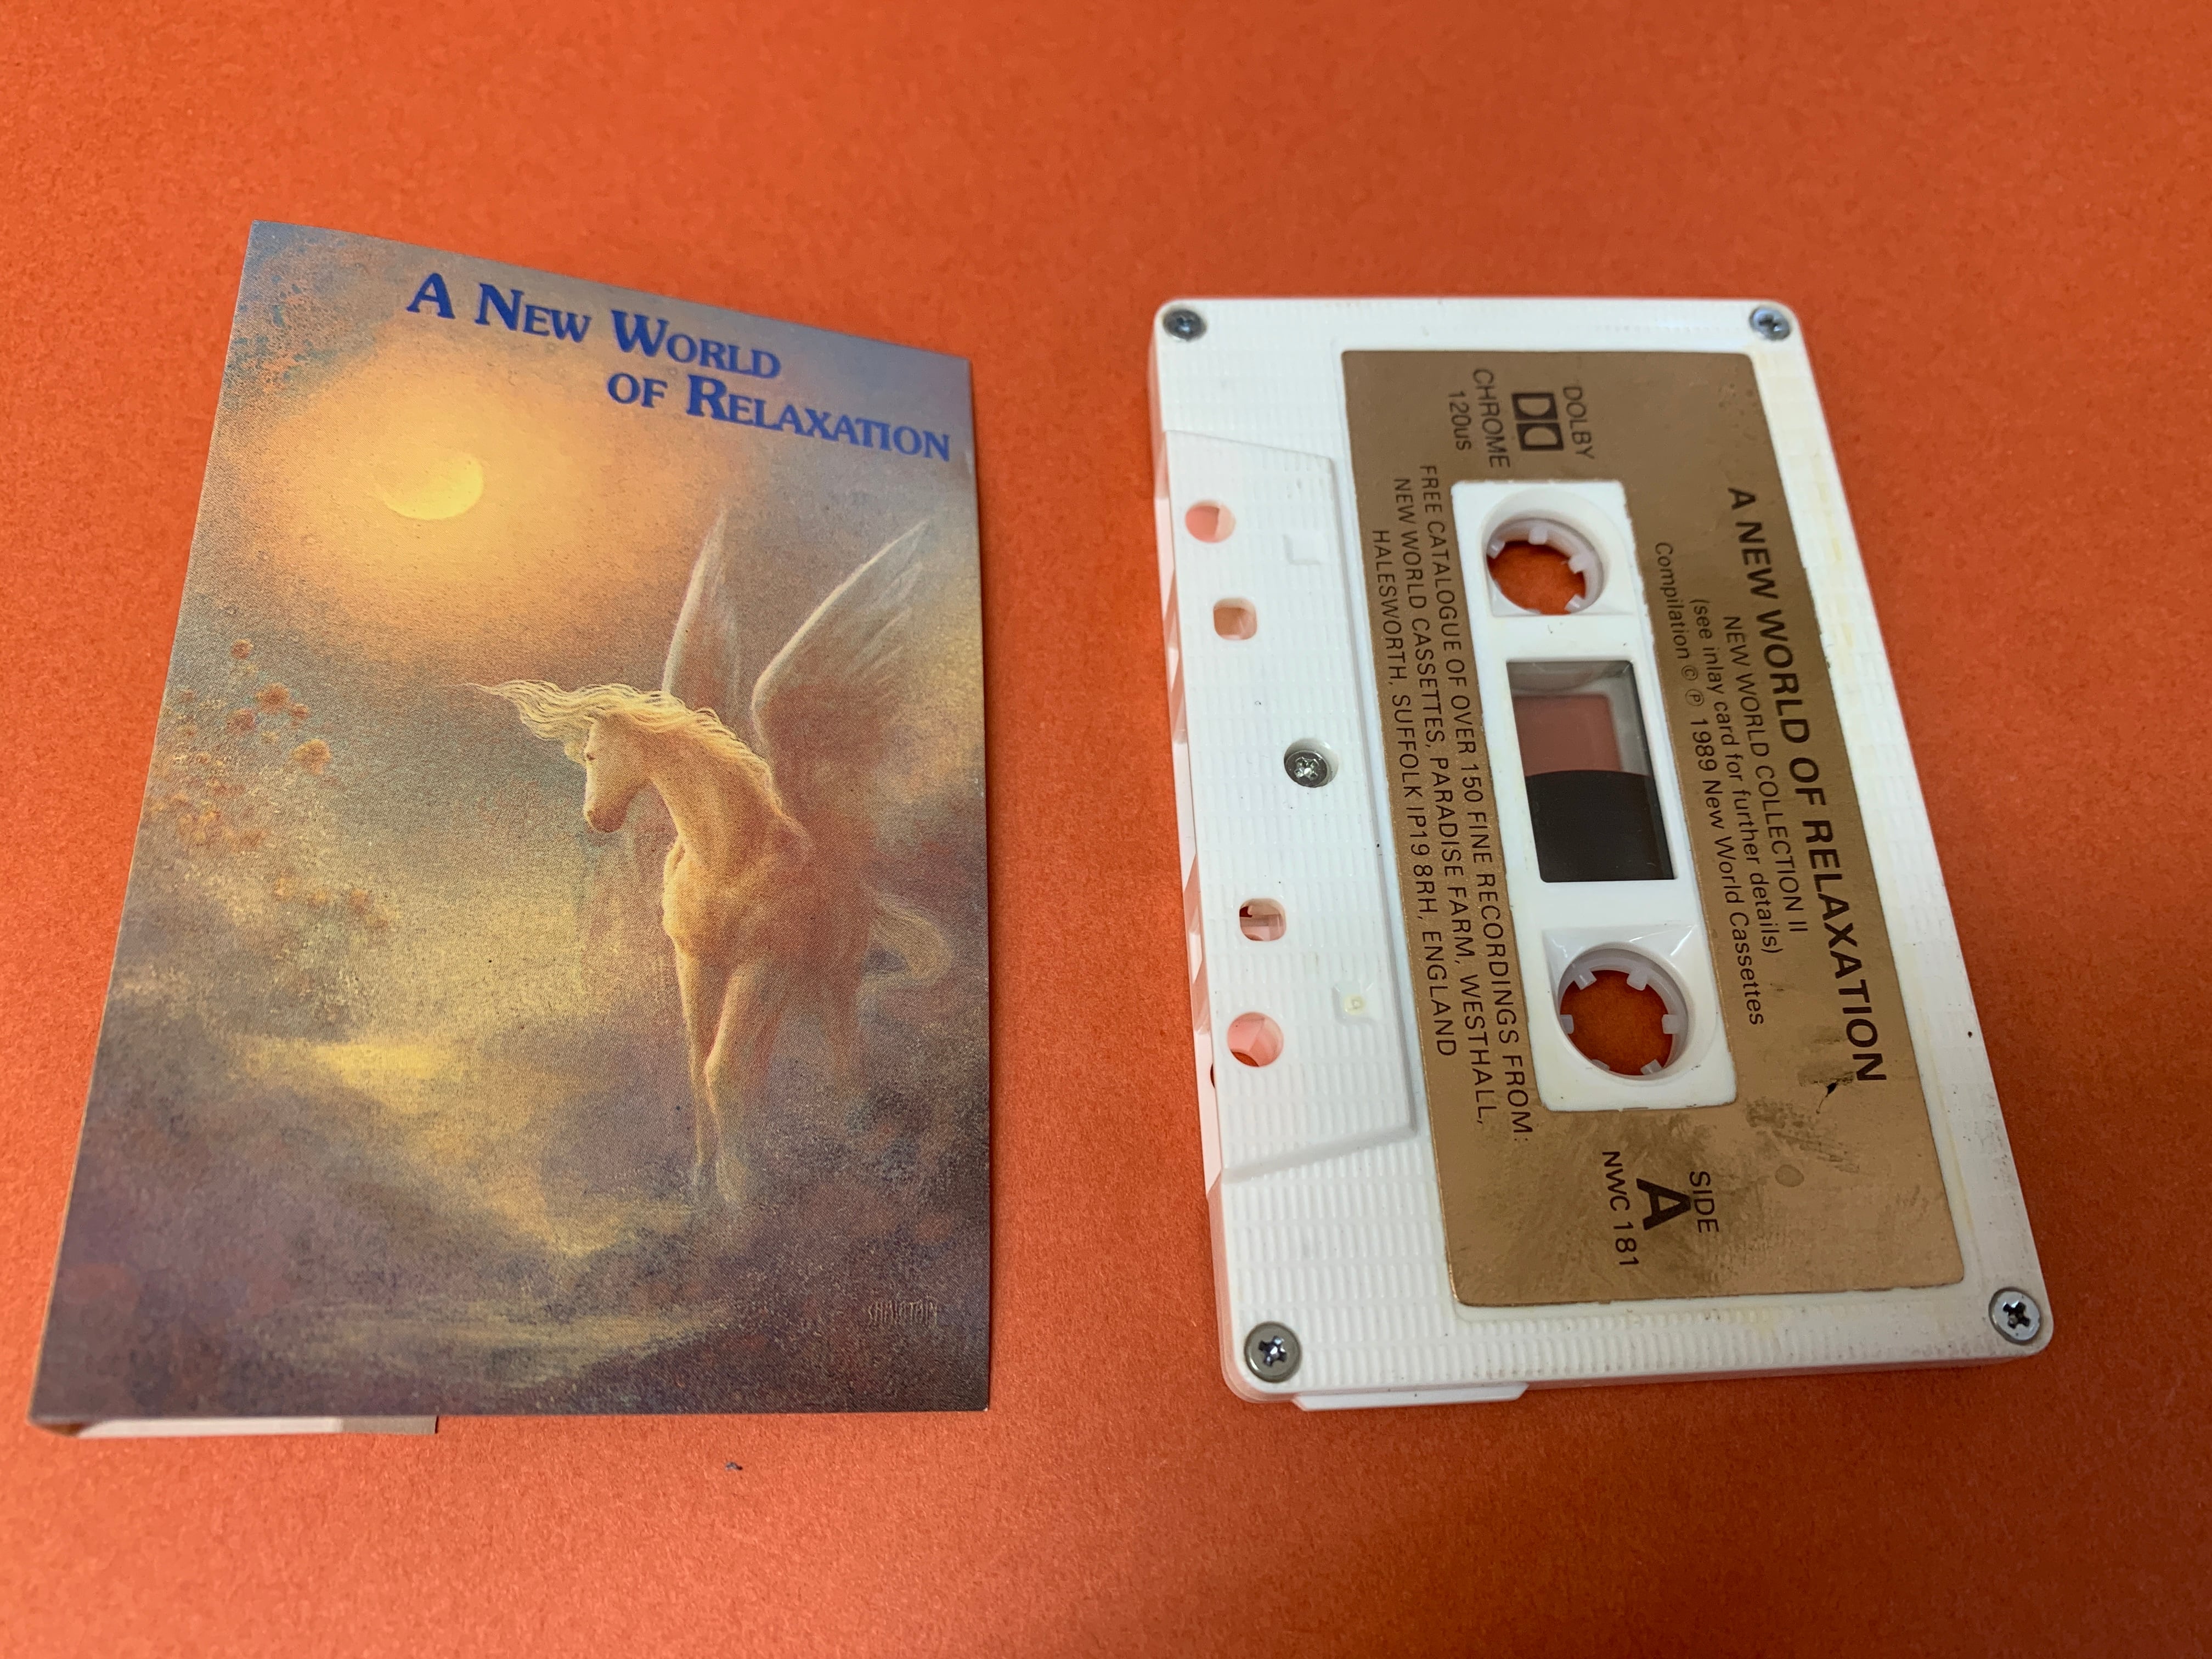 A New World
of Relaxation
A NEW WORLD OF RELAXATION
NEW WORLD COLLECTION II
(see inlay card for further details)
Compilation © ℗ 1989 New World Cassettes
DOLBY
CHROME
120us
SIDE
A
NWC 181
FREE CATALOGUE OF OVER 150 FINE RECORDINGS FROM:
NEW WORLD CASSETTES, PARADISE FARM, WESTHALL,
HALESWORTH, SUFFOLK IP19 8RH, ENGLAND